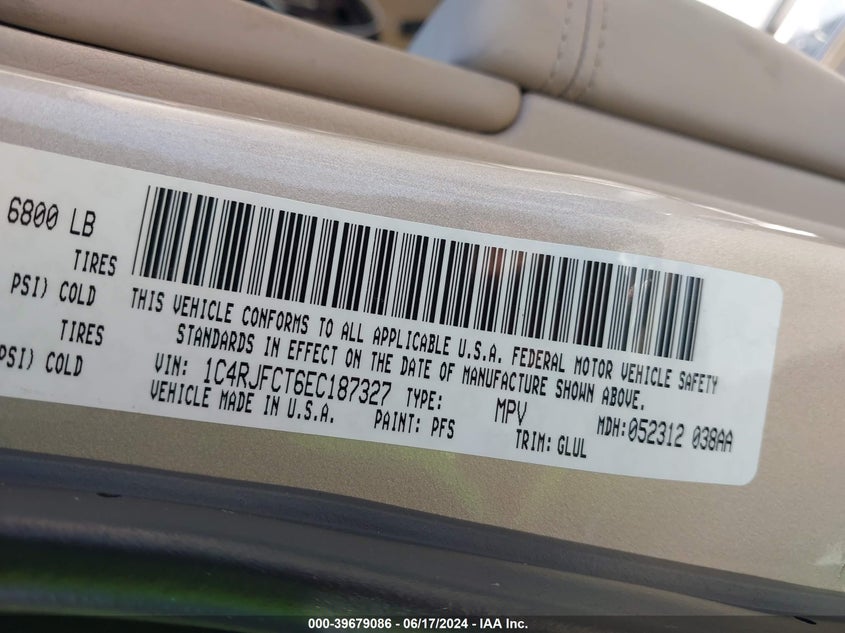 6800 LB
TIRES
PSI) COLD
TIRES
PSI) COLD
THIS VEHICLE CONFORMS TO ALL APPLICABLE U.S.A. FEDERAL MOTOR VEHICLE SAFETY
STANDARDS IN EFFECT ON THE DATE OF MANUFACTURE SHOWN ABOVE.
VIN: 1C4RJFCT6EC187327 TYPE: MPV MDH:052312 038AA
VEHICLE MADE IN U.S.A. PAINT: PFS TRIM: GLUL
000-39679086 - 06/17/2024 - IAA Inc.